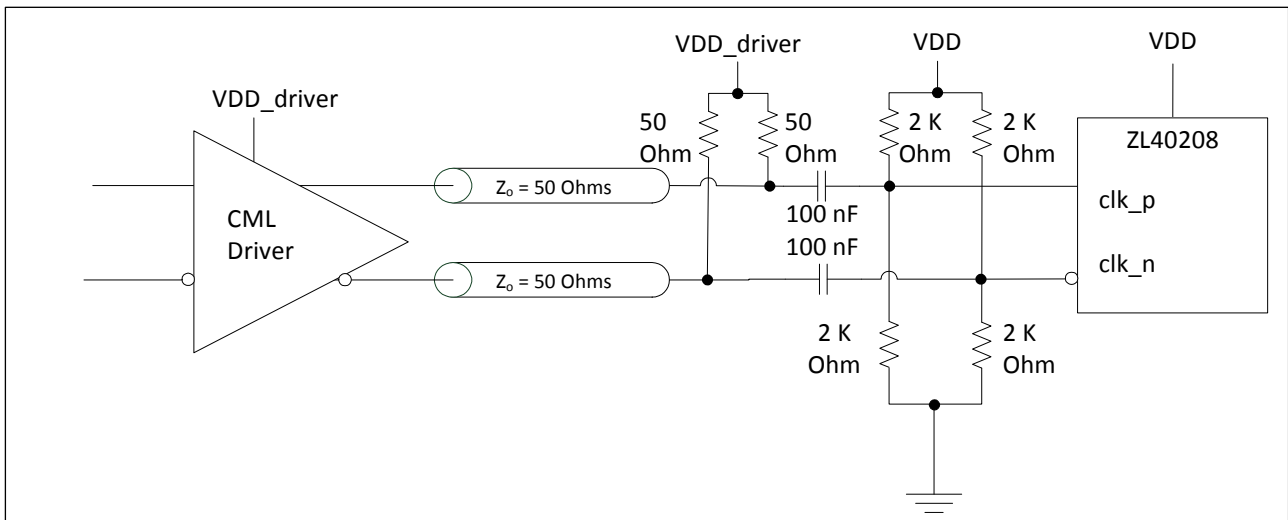 VDD_driver
VDD
VDD
VDD_driver
50
Ohm
50
Ohm
2 K
Ohm
2 K
Ohm
ZL40208
Zₒ = 50 Ohms
clk_p
CML
Driver
100 nF
100 nF
clk_n
Zₒ = 50 Ohms
2 K
Ohm
2 K
Ohm